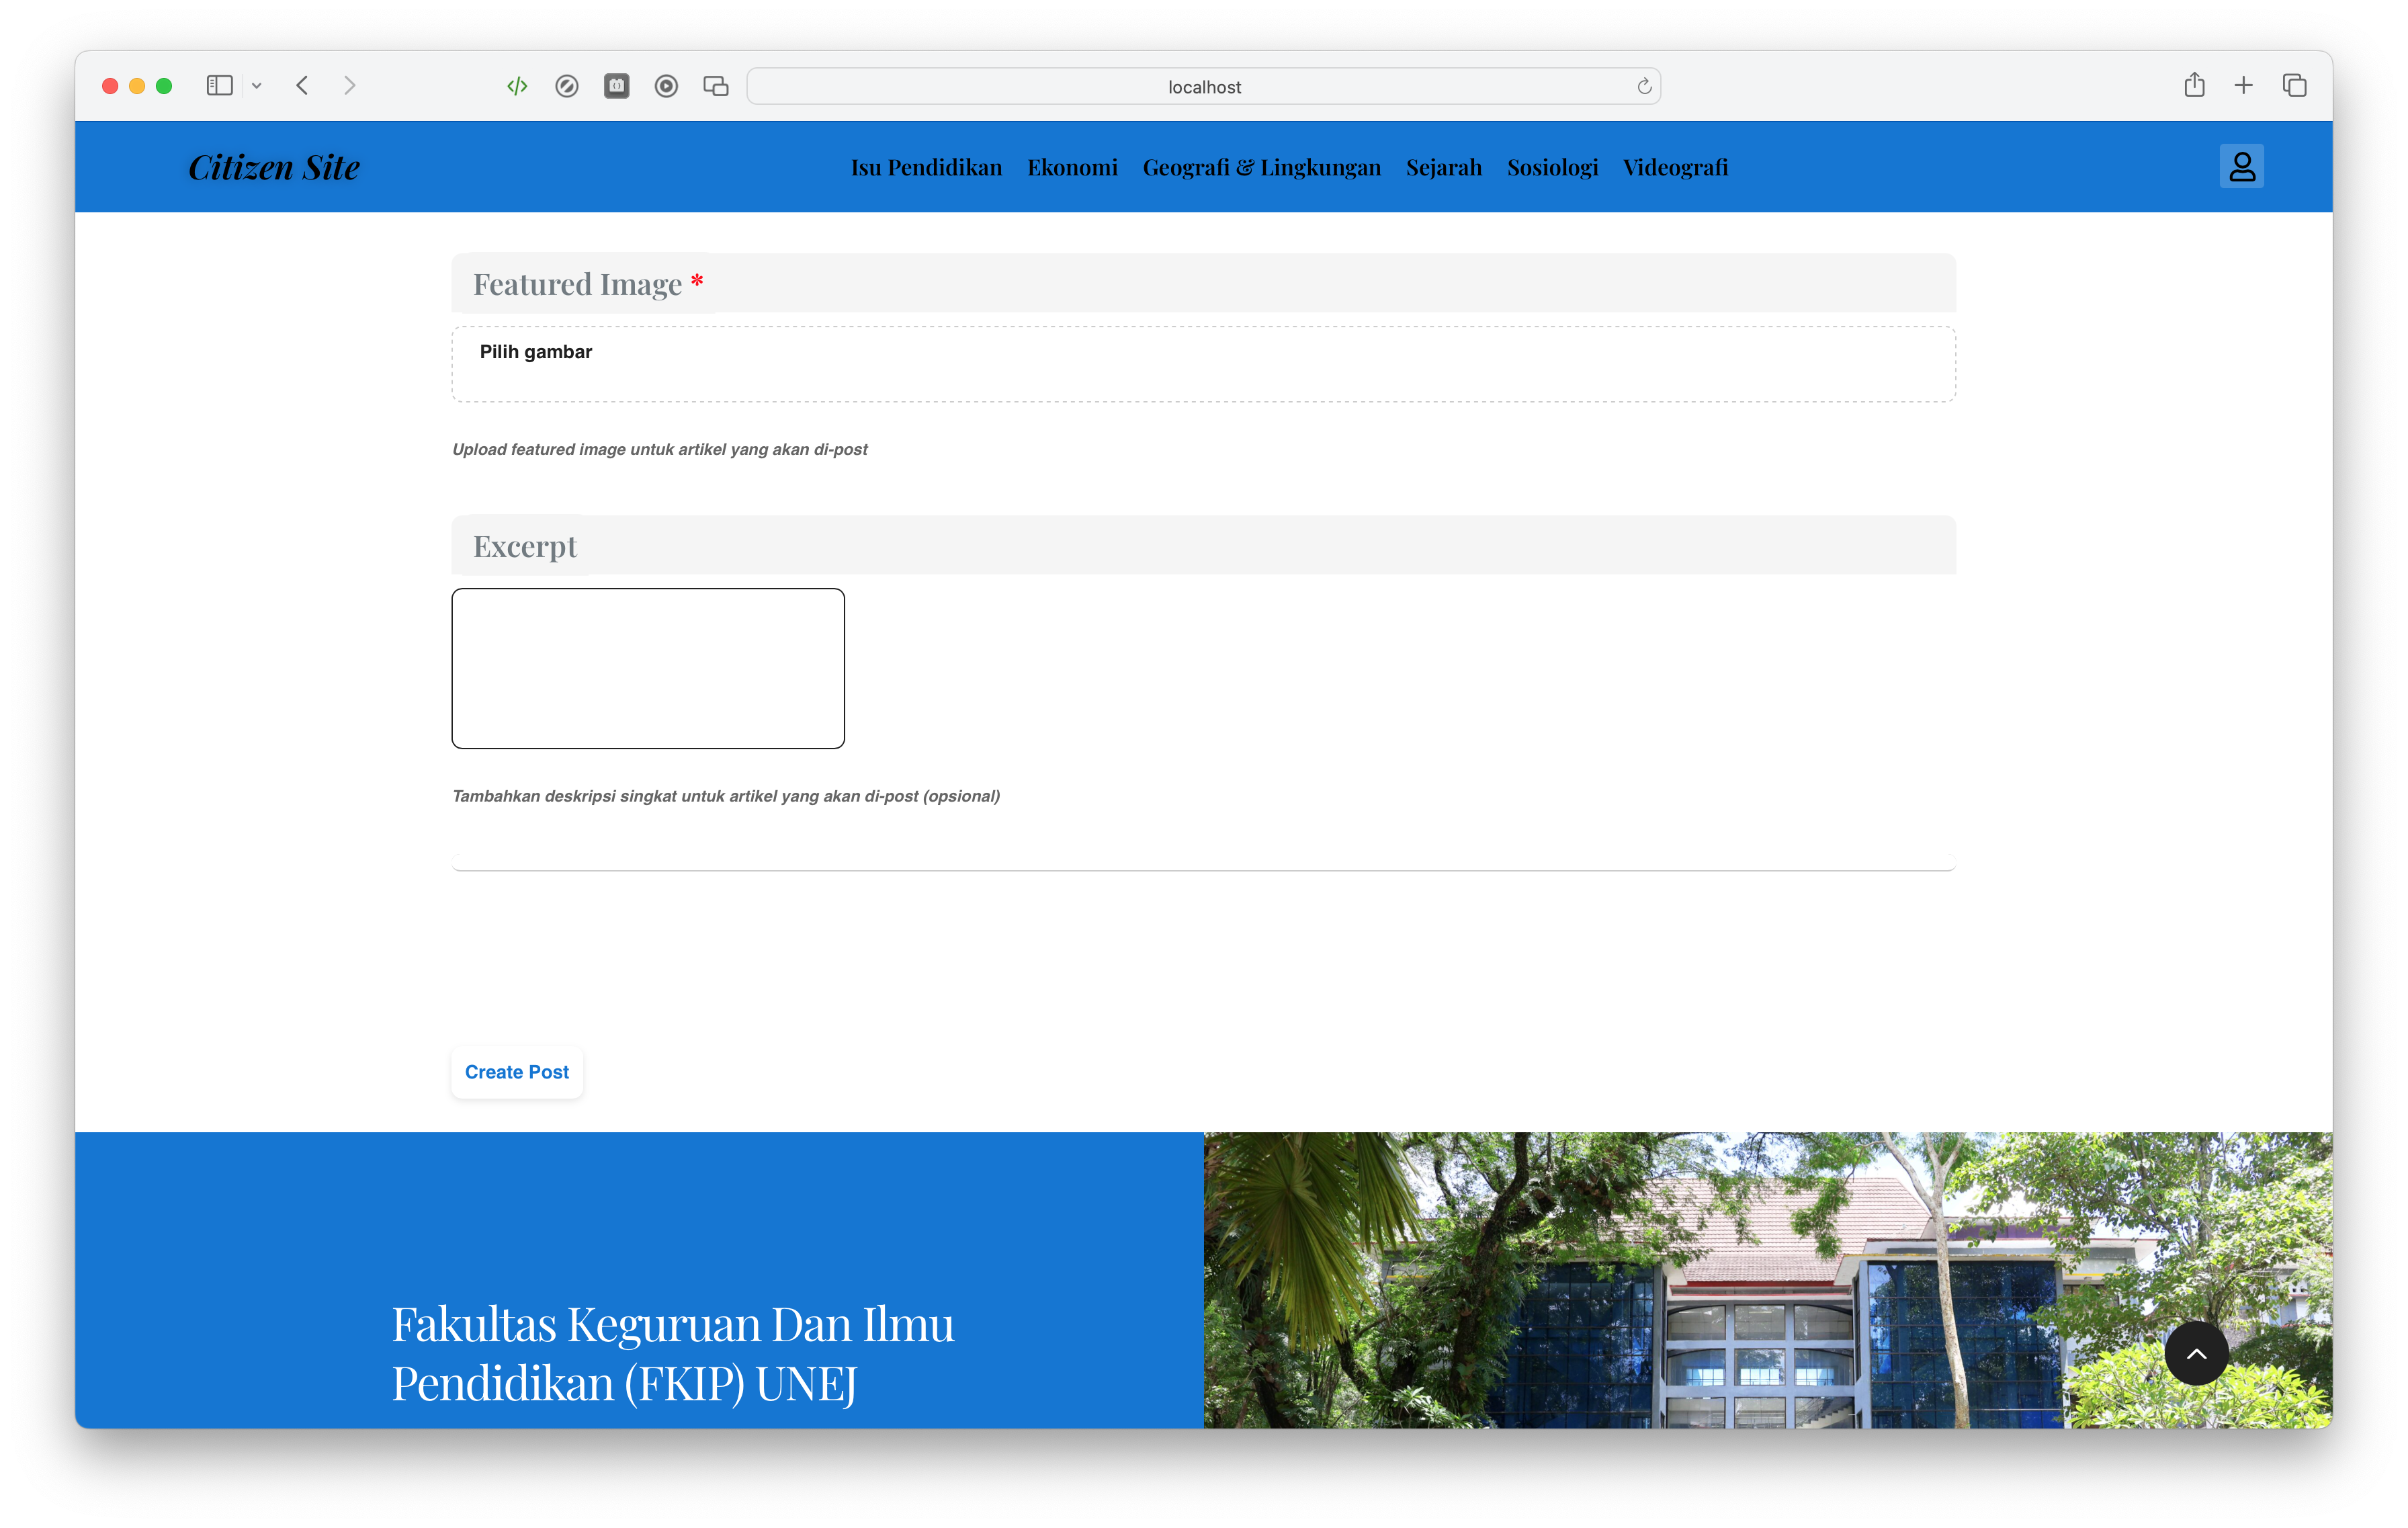 localhost
Citizen Site
Isu Pendidikan Ekonomi Geografi & Lingkungan Sejarah Sosiologi Videografi
Featured Image *
Pilih gambar
Upload featured image untuk artikel yang akan di-post
Excerpt
Tambahkan deskripsi singkat untuk artikel yang akan di-post (opsional)
Create Post
Fakultas Keguruan Dan Ilmu
Pendidikan (FKIP) UNEJ